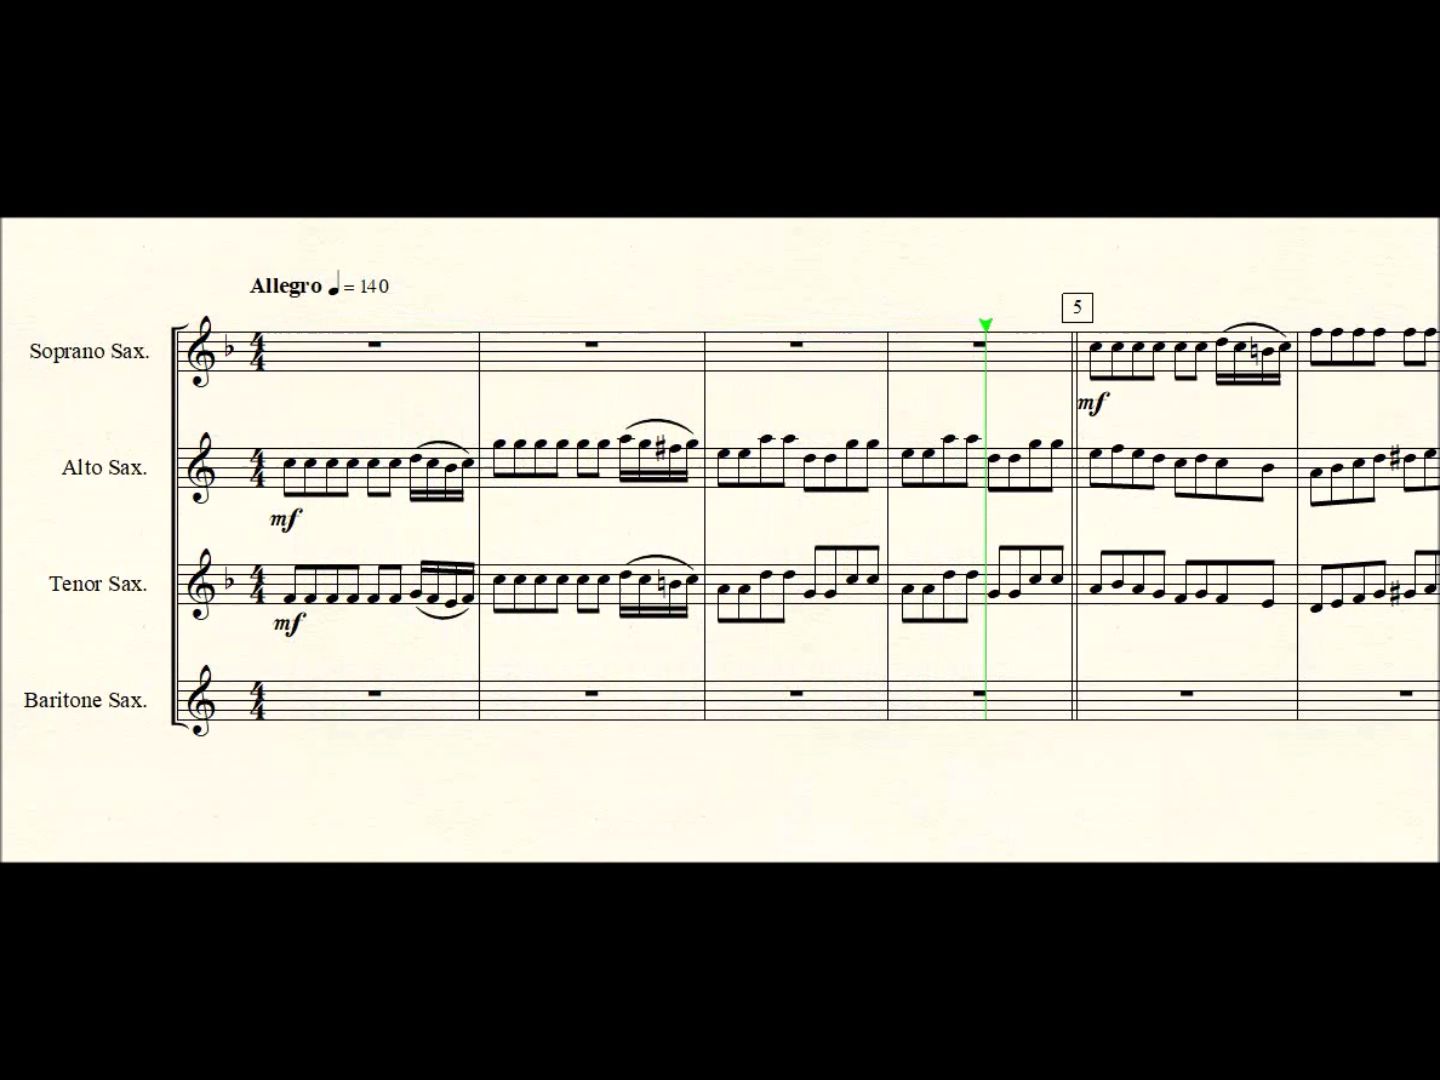 Allegro ♩ = 140
5
Soprano Sax.
mf
Alto Sax.
mf
Tenor Sax.
mf
Baritone Sax.